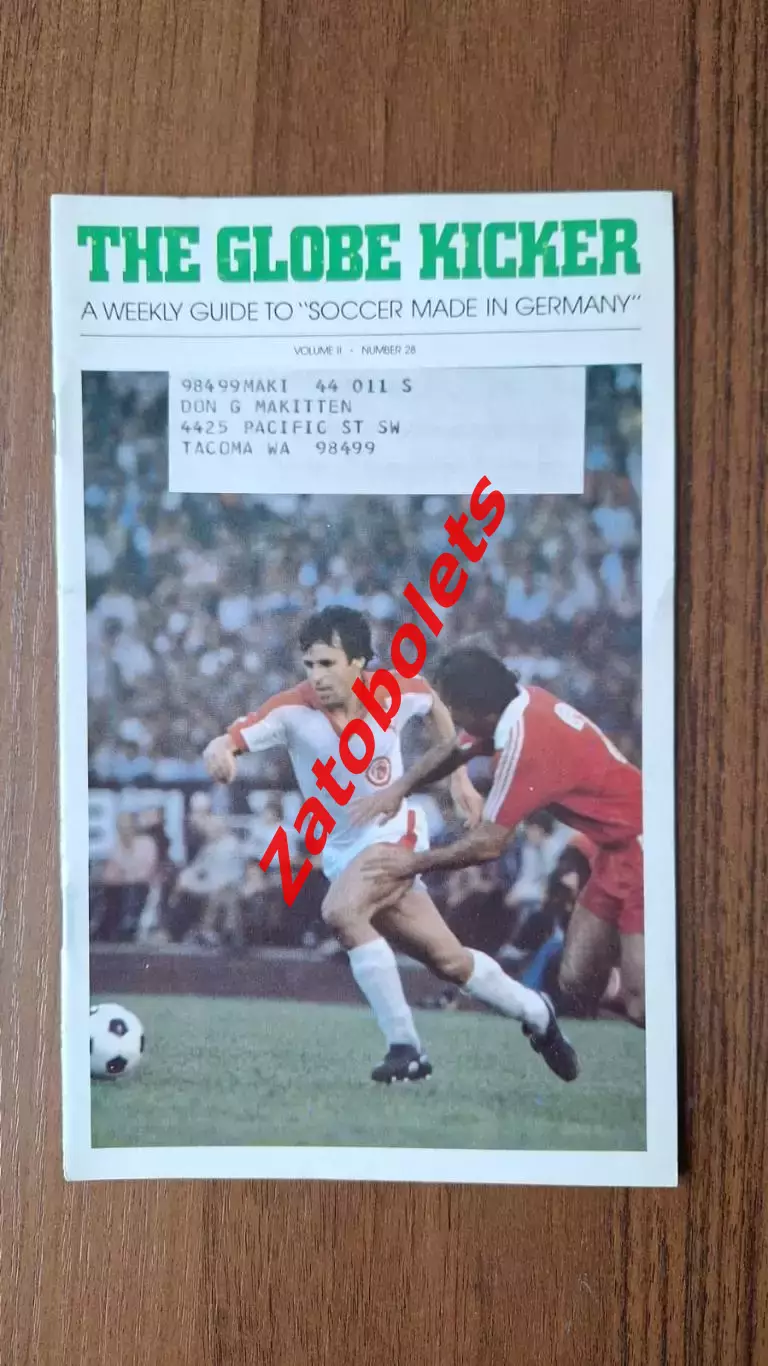 THE GLOBE KICKER
A WEEKLY GUIDE TO "SOCCER MADE IN GERMANY"
VOLUME II • NUMBER 28
98499MAKI 44 011 S
DON G MAKITTEN
4425 PACIFIC ST SW
TACOMA WA 98499
Zatobolets